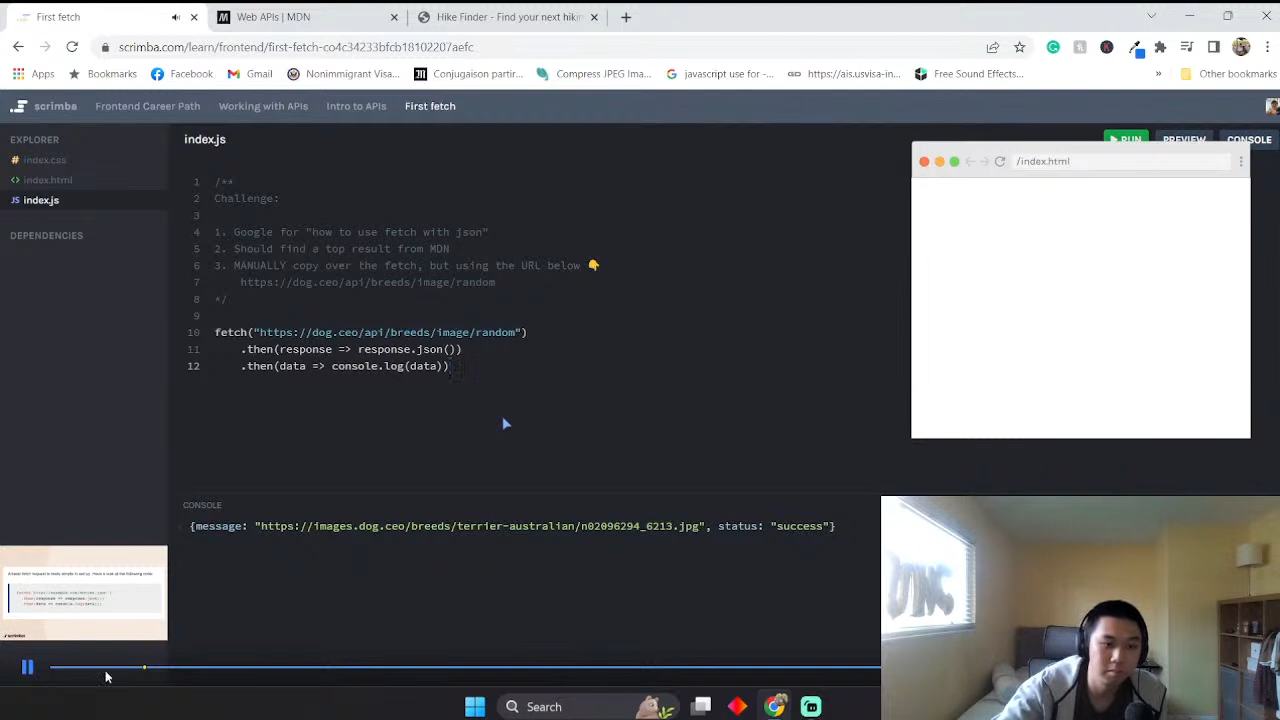 First fetch
Web APIs | MDN
Hike Finder - Find your next hikin
scrimba.com/learn/frontend/first-fetch-co4c34233bfcb18102207aefc
Apps
Bookmarks
Facebook
Gmail
Nonimmigrant Visa...
Conjugaison partir...
Compress JPEG Ima...
javascript use for -...
https://ais.usvisa-in...
Free Sound Effects...
»
Other bookmarks
scrimba
Frontend Career Path
Working with APIs
Intro to APIs
First fetch
EXPLORER
# index.css
<> index.html
JS index.js
DEPENDENCIES
index.js
RUN
PREVIEW
CONSOLE
/index.html
1 /**
2 Challenge:
3
4 1. Google for "how to use fetch with json"
5 2. Should find a top result from MDN
6 3. MANUALLY copy over the fetch, but using the URL below 👇
7 https://dog.ceo/api/breeds/image/random
8 */
9
10 fetch("https://dog.ceo/api/breeds/image/random")
11 .then(response => response.json())
12 .then(data => console.log(data))
CONSOLE
{message: "https://images.dog.ceo/breeds/terrier-australian/n02096294_6213.jpg", status: "success"}
scrimba
Search